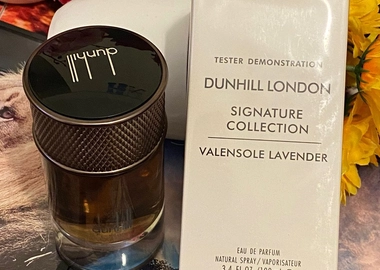 dunhill
TESTER DEMONSTRATION
DUNHILL LONDON
SIGNATURE
COLLECTION
VALENSOLE LAVENDER
EAU DE PARFUM
NATURAL SPRAY/VAPORISATEUR
3.4 FL OZ